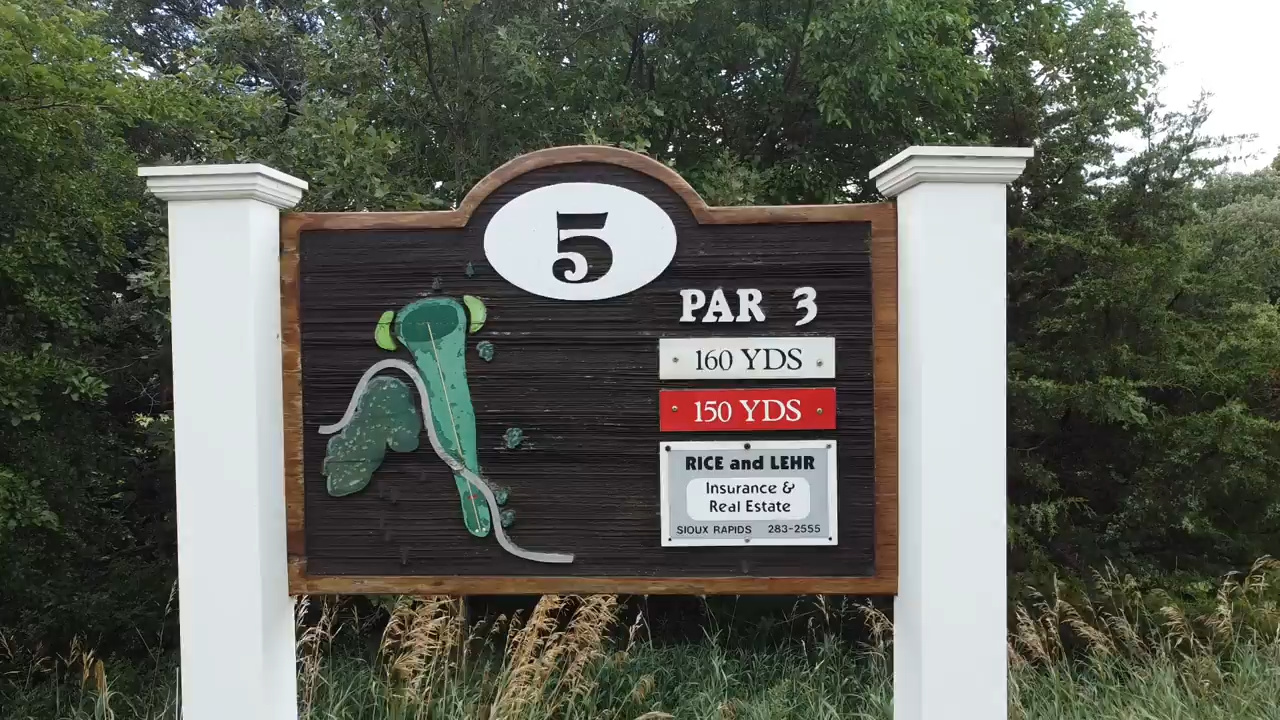 5
PAR 3
160 YDS
150 YDS
RICE and LEHR
Insurance &
Real Estate
SIOUX RAPIDS 283-2555